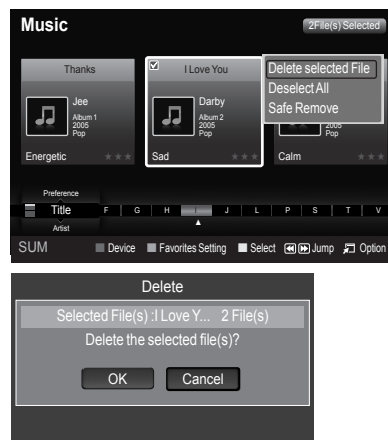 Music
2File(s) Selected
Thanks
I Love You
Delete selected File
Deselect All
Safe Remove
Jee
Album 1
2005
Pop
Darby
Album 2
2005
Pop
2005
Pop
Energetic
Sad
Calm
Preference
Title
F G H I J L P S T V
Artist
SUM
Device
Favorites Setting
Select
Jump
Option
Delete
Selected File(s) :I Love Y... 2 File(s)
Delete the selected file(s)?
OK
Cancel